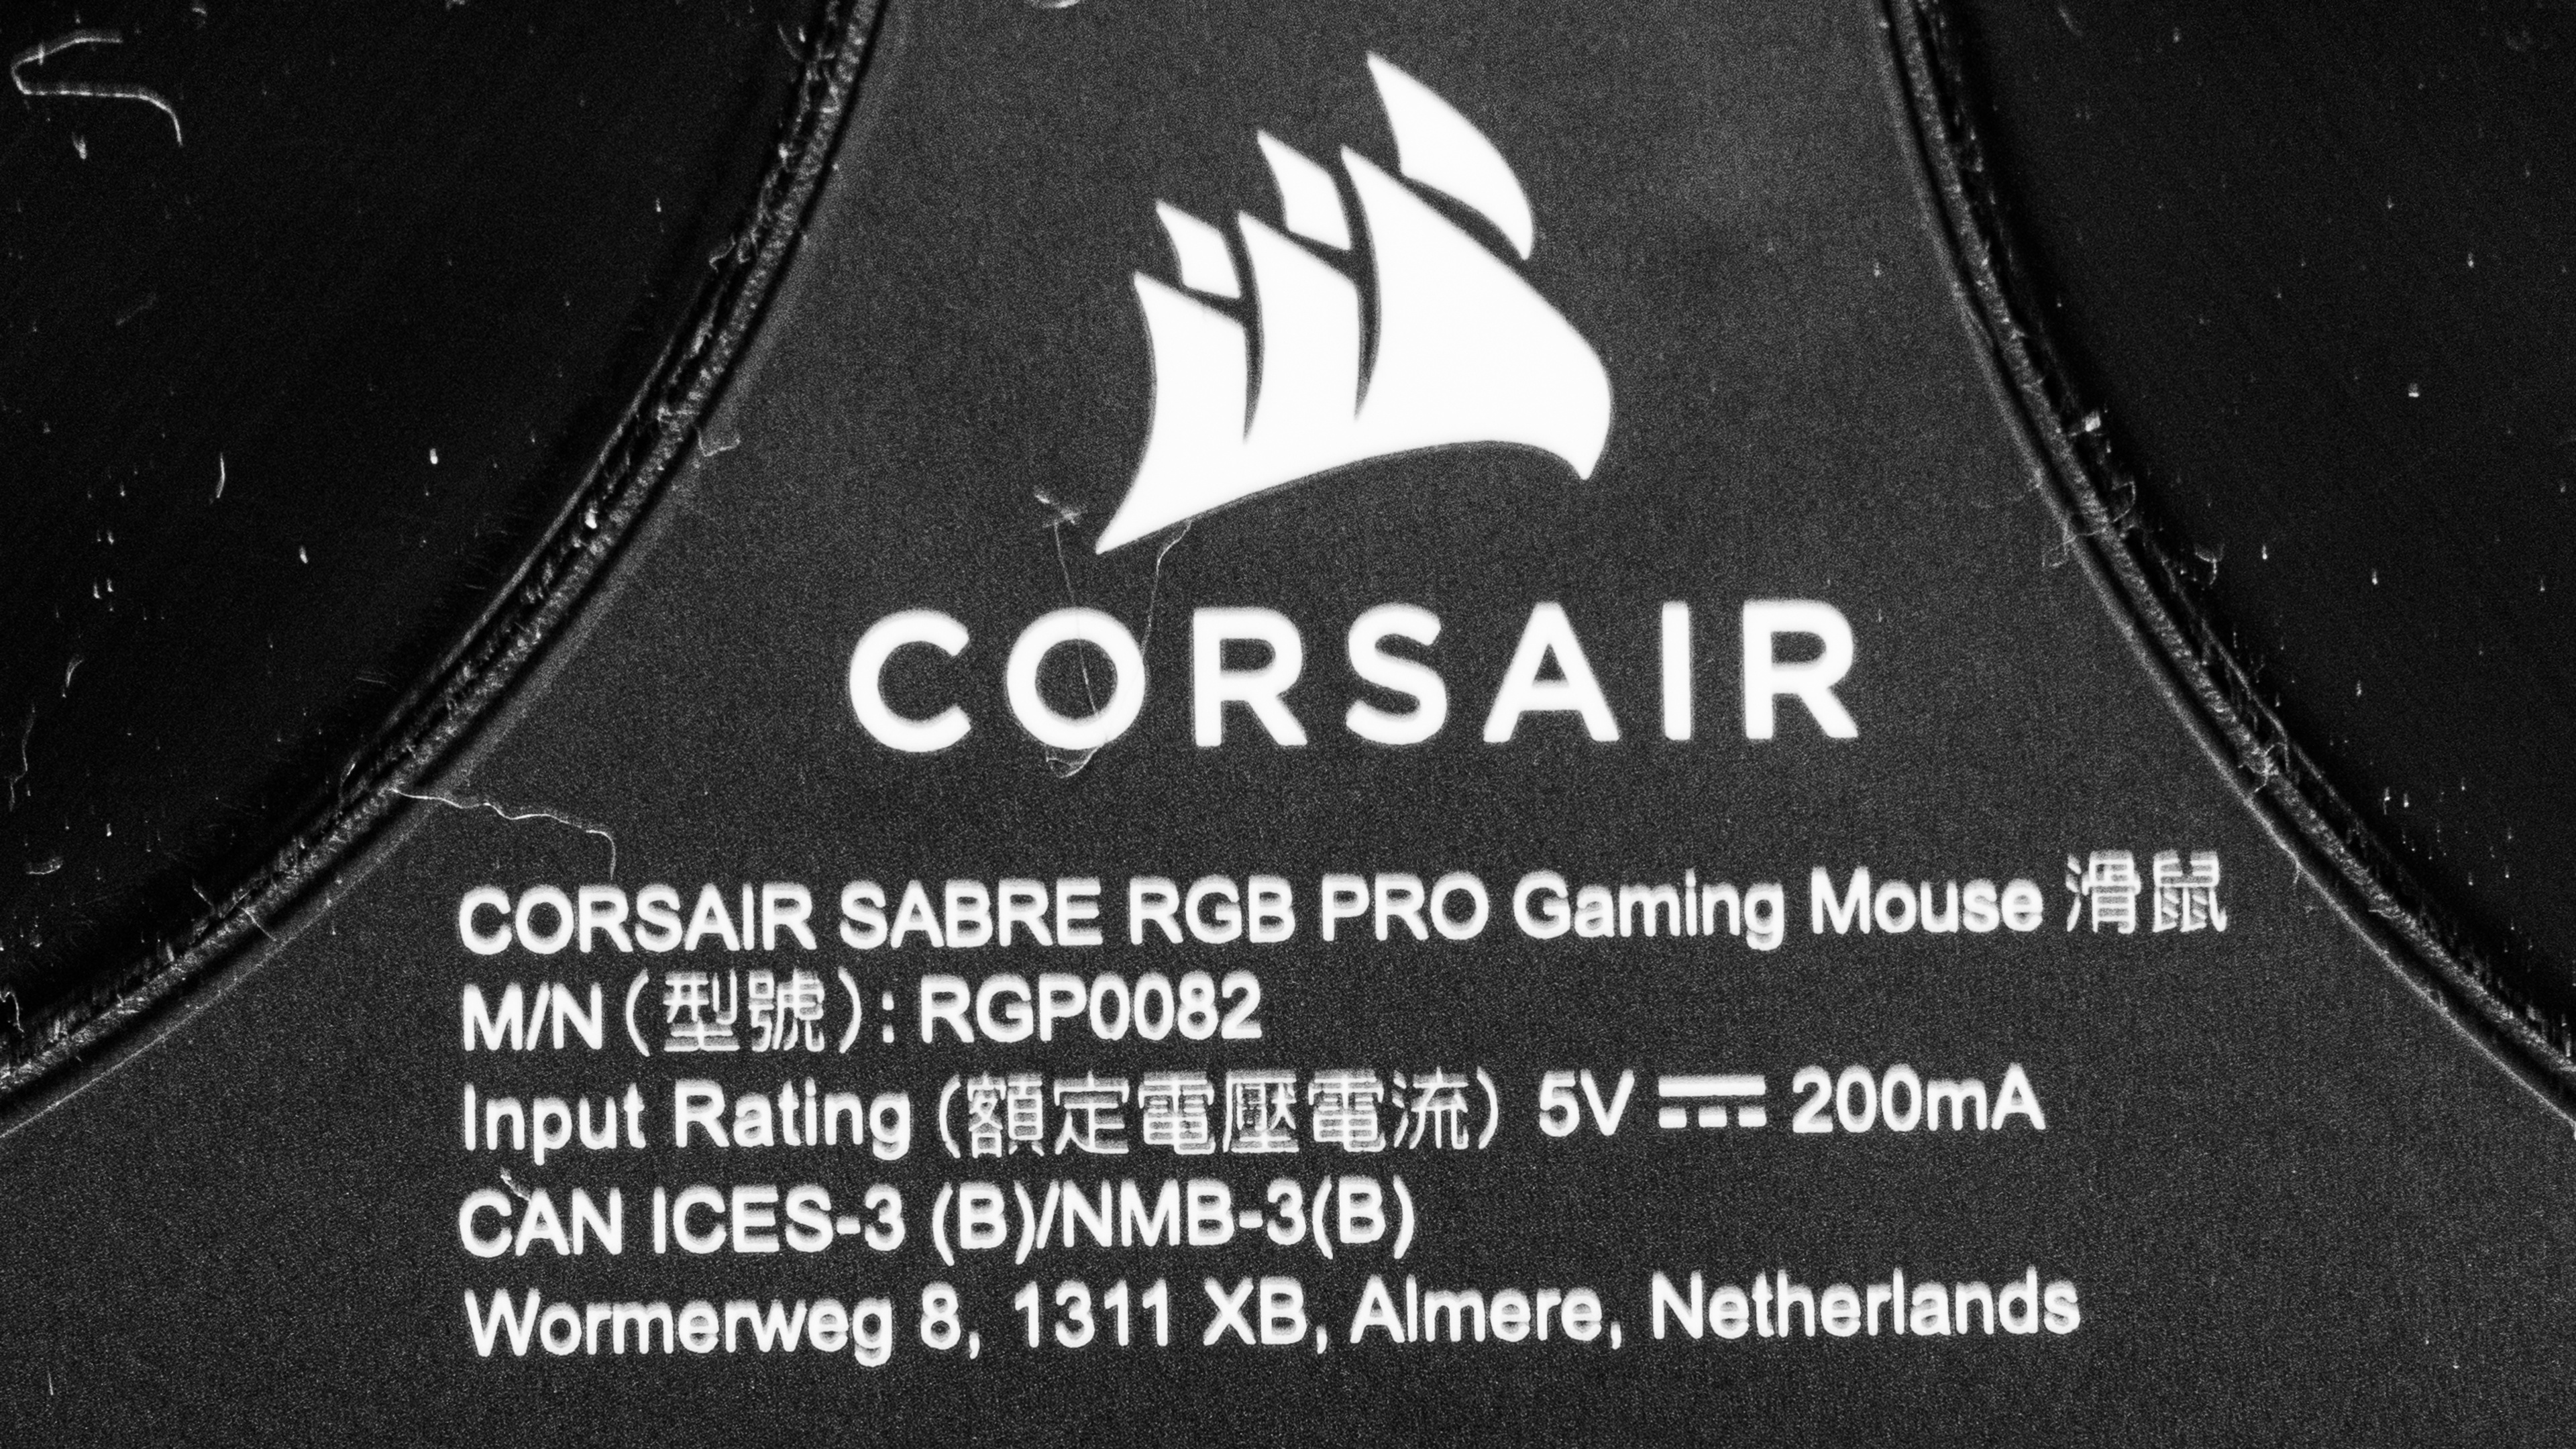 CORSAIR
CORSAIR SABRE RGB PRO Gaming Mouse 滑鼠
M/N (型號) : RGP0082
Input Rating (額定電壓電流) 5V ⎓ 200mA
CAN ICES-3 (B)/NMB-3(B)
Wormerweg 8, 1311 XB, Almere, Netherlands